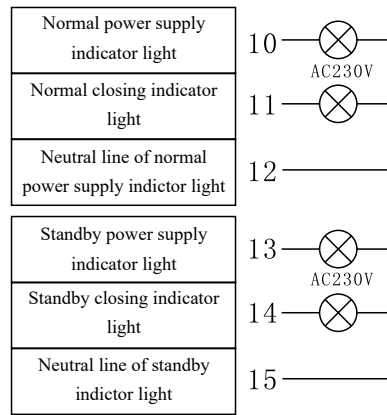 Normal power supply
indicator light
10
AC230V
Normal closing indicator
light
11
Neutral line of normal
power supply indictor light
12
Standby power supply
indicator light
13
AC230V
Standby closing indicator
light
14
Neutral line of standby
indictor light
15